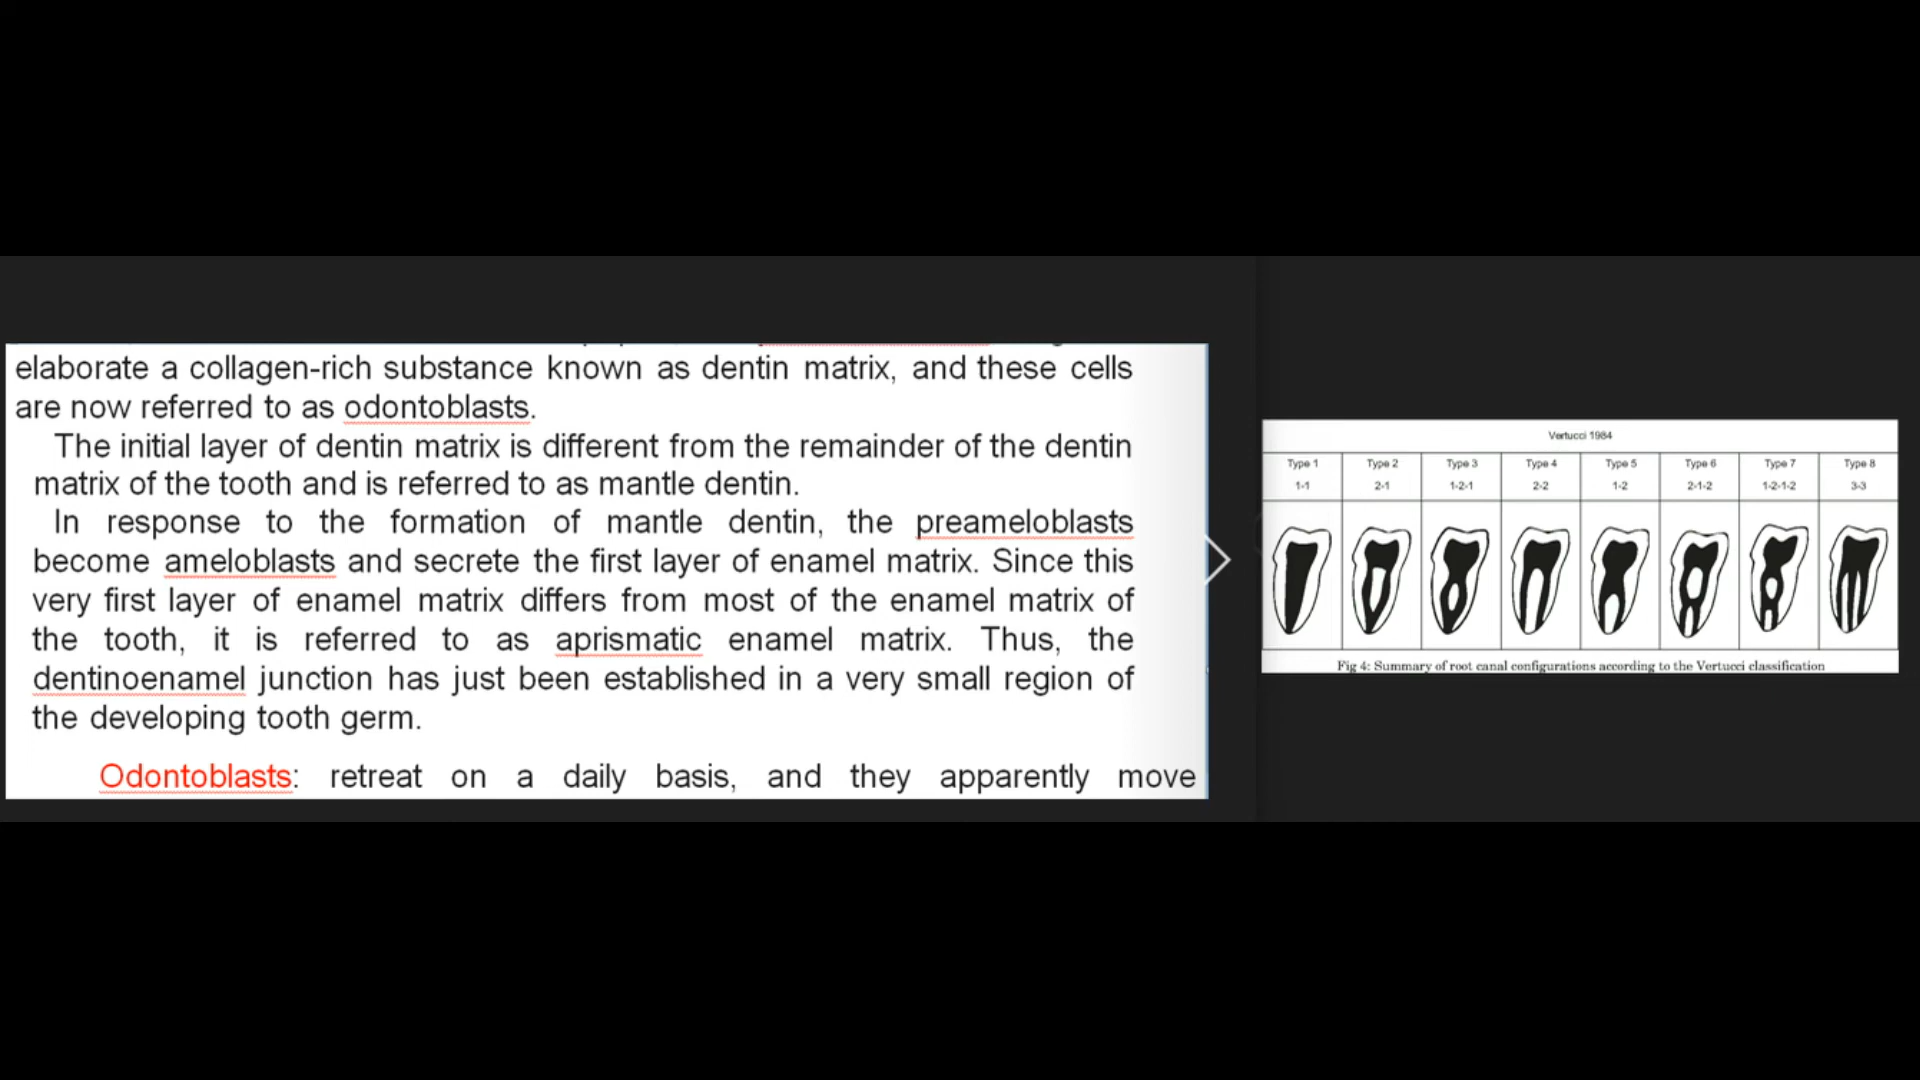 elaborate a collagen-rich substance known as dentin matrix, and these cells
are now referred to as odontoblasts.
The initial layer of dentin matrix is different from the remainder of the dentin
matrix of the tooth and is referred to as mantle dentin.
In response to the formation of mantle dentin, the preameloblasts
become ameloblasts and secrete the first layer of enamel matrix. Since this
very first layer of enamel matrix differs from most of the enamel matrix of
the tooth, it is referred to as aprismatic enamel matrix. Thus, the
dentinoenamel junction has just been established in a very small region of
the developing tooth germ.
Odontoblasts: retreat on a daily basis, and they apparently move
Vertucci 1984
Type 1 Type 2 Type 3 Type 4 Type 5 Type 6 Type 7 Type 8
1-1 2-1 1-2-1 2-2 1-2 2-1-2 1-2-1-2 3-3
Fig 4: Summary of root canal configurations according to the Vertucci classification